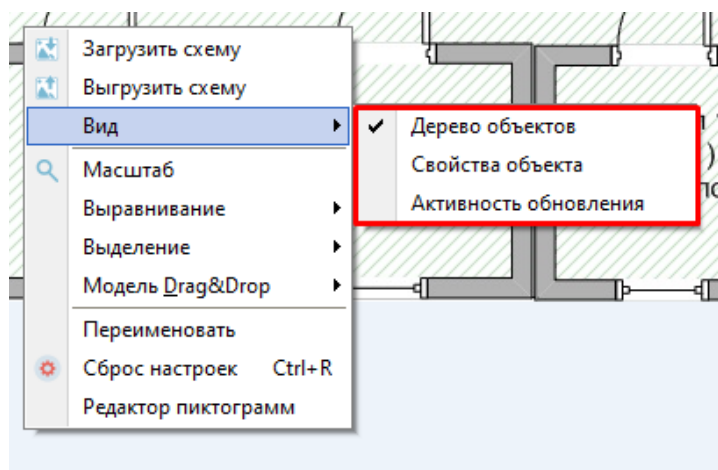 Загрузить схему
Выгрузить схему
Вид
Масштаб
Выравнивание
Выделение
Модель Drag&Drop
Переименовать
Сброс настроек Ctrl+R
Редактор пиктограмм
Дерево объектов
Свойства объекта
Активность обновления